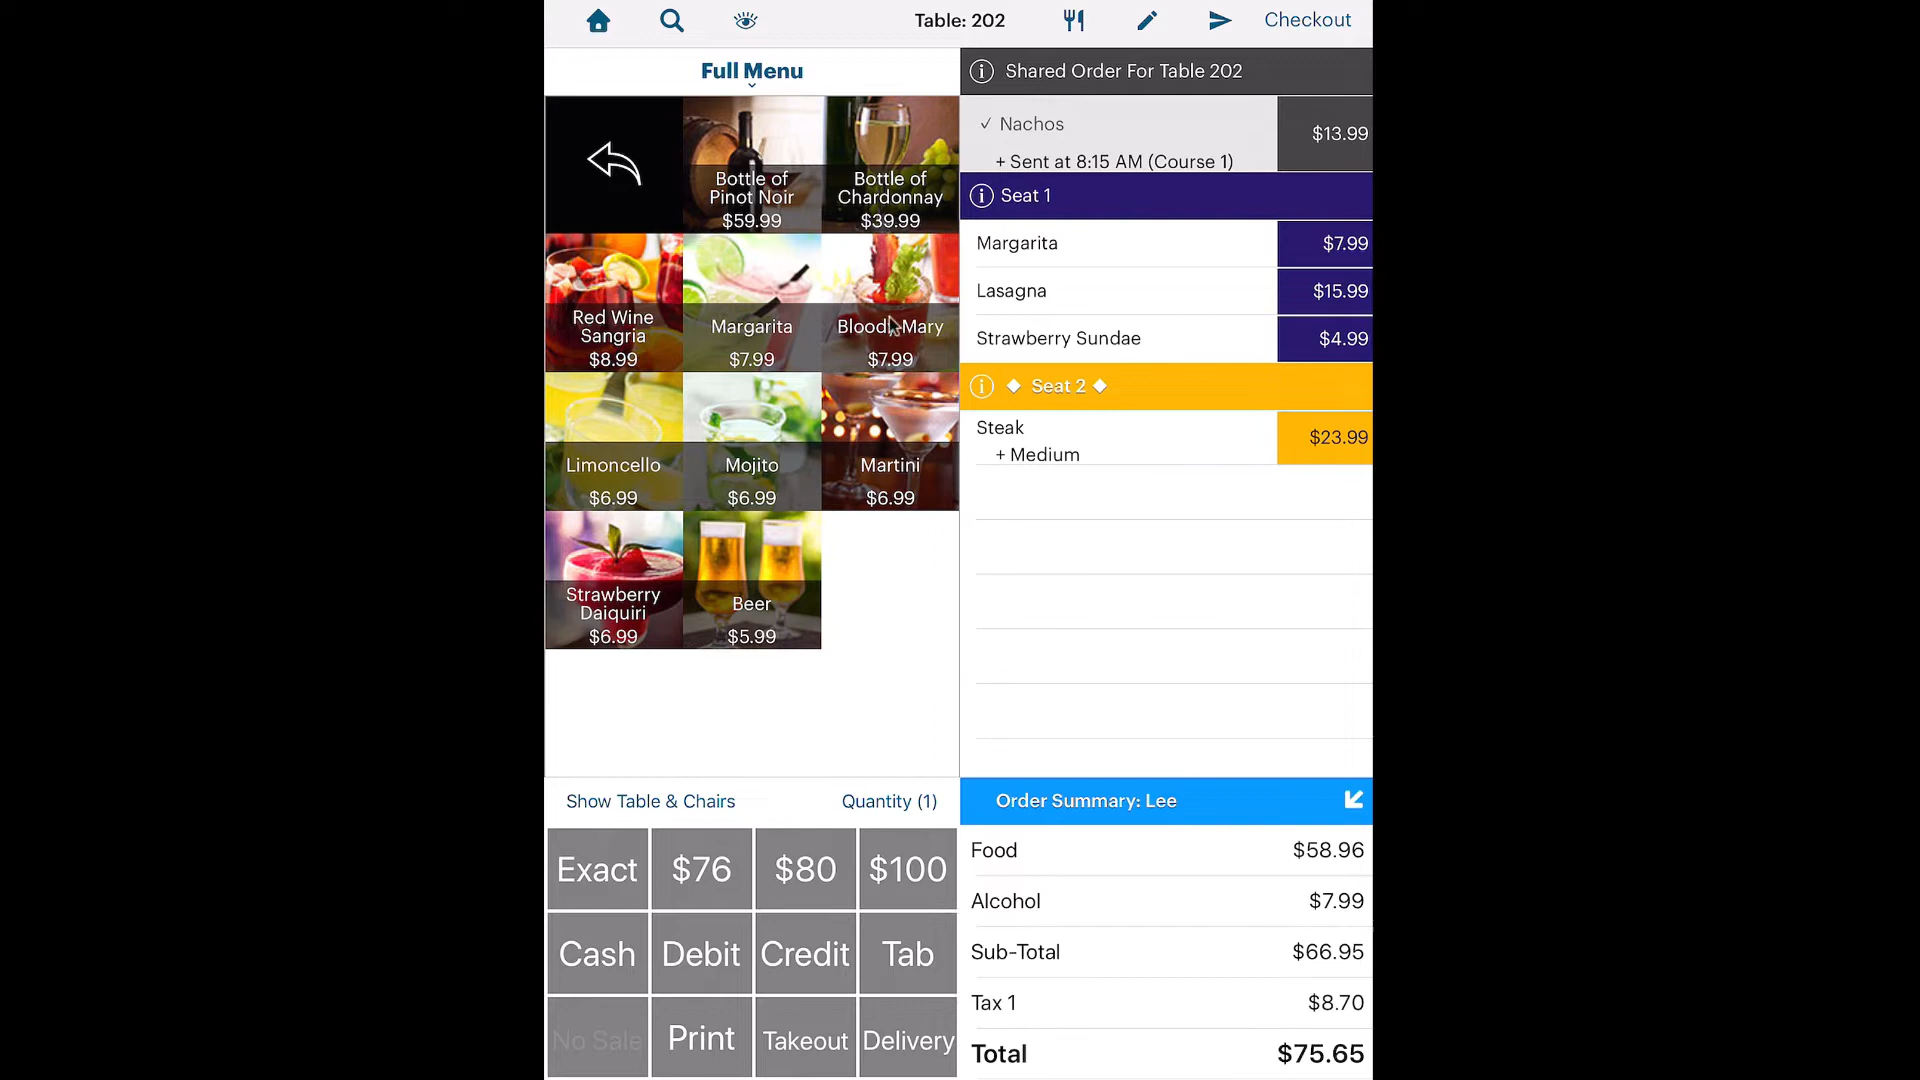 Table: 202
Checkout
Full Menu
Bottle of
Pinot Noir
$59.99
Bottle of
Chardonnay
$39.99
Red Wine
Sangria
$8.99
Margarita
$7.99
Bloody Mary
$7.99
Limoncello
$6.99
Mojito
$6.99
Martini
$6.99
Strawberry
Daiquiri
$6.99
Beer
$5.99
Shared Order For Table 202
✓ Nachos
$13.99
+ Sent at 8:15 AM (Course 1)
Seat 1
Margarita $7.99
Lasagna $15.99
Strawberry Sundae $4.99
◆ Seat 2 ◆
Steak
$23.99
+ Medium
Show Table & Chairs
Quantity (1)
Exact $76 $80 $100
Cash Debit Credit Tab
No Sale Print Takeout Delivery
Order Summary: Lee
Food $58.96
Alcohol $7.99
Sub-Total $66.95
Tax 1 $8.70
Total $75.65